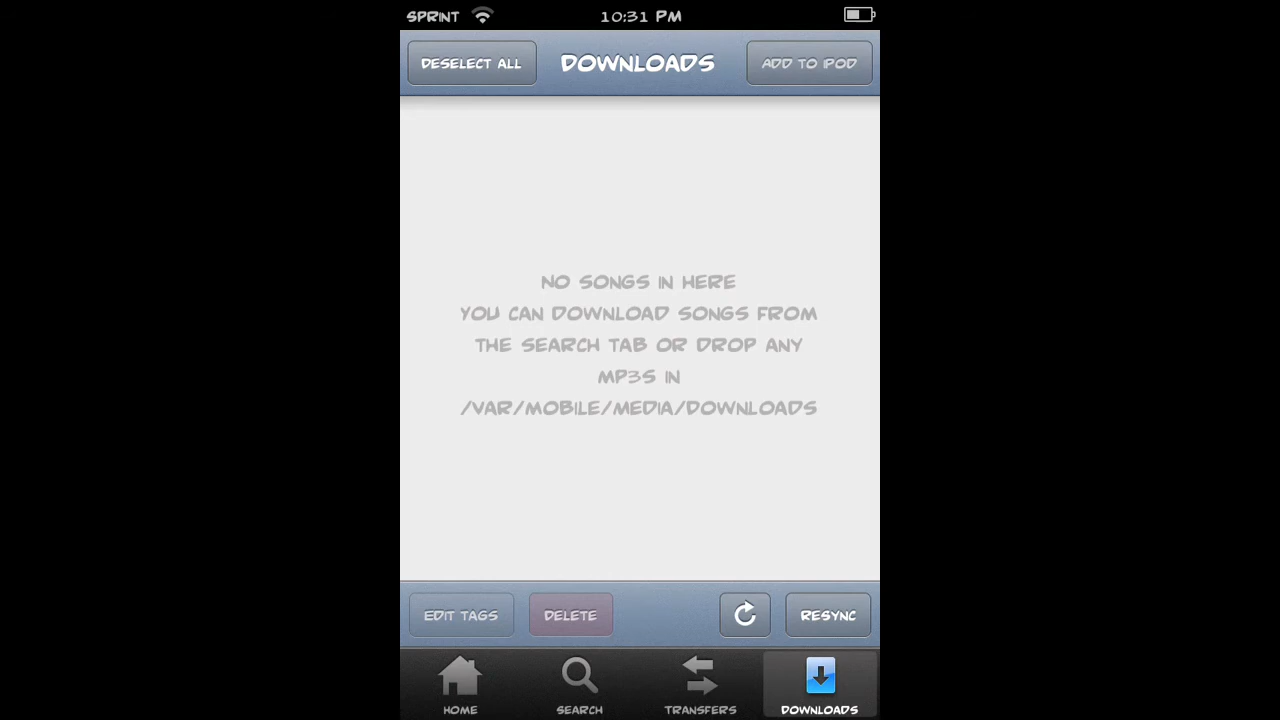 SPRINT 10:31 PM
DESELECT ALL DOWNLOADS ADD TO IPOD
NO SONGS IN HERE
YOU CAN DOWNLOAD SONGS FROM
THE SEARCH TAB OR DROP ANY
MP3S IN
/VAR/MOBILE/MEDIA/DOWNLOADS
EDIT TAGS DELETE RESYNC
HOME SEARCH TRANSFERS DOWNLOADS